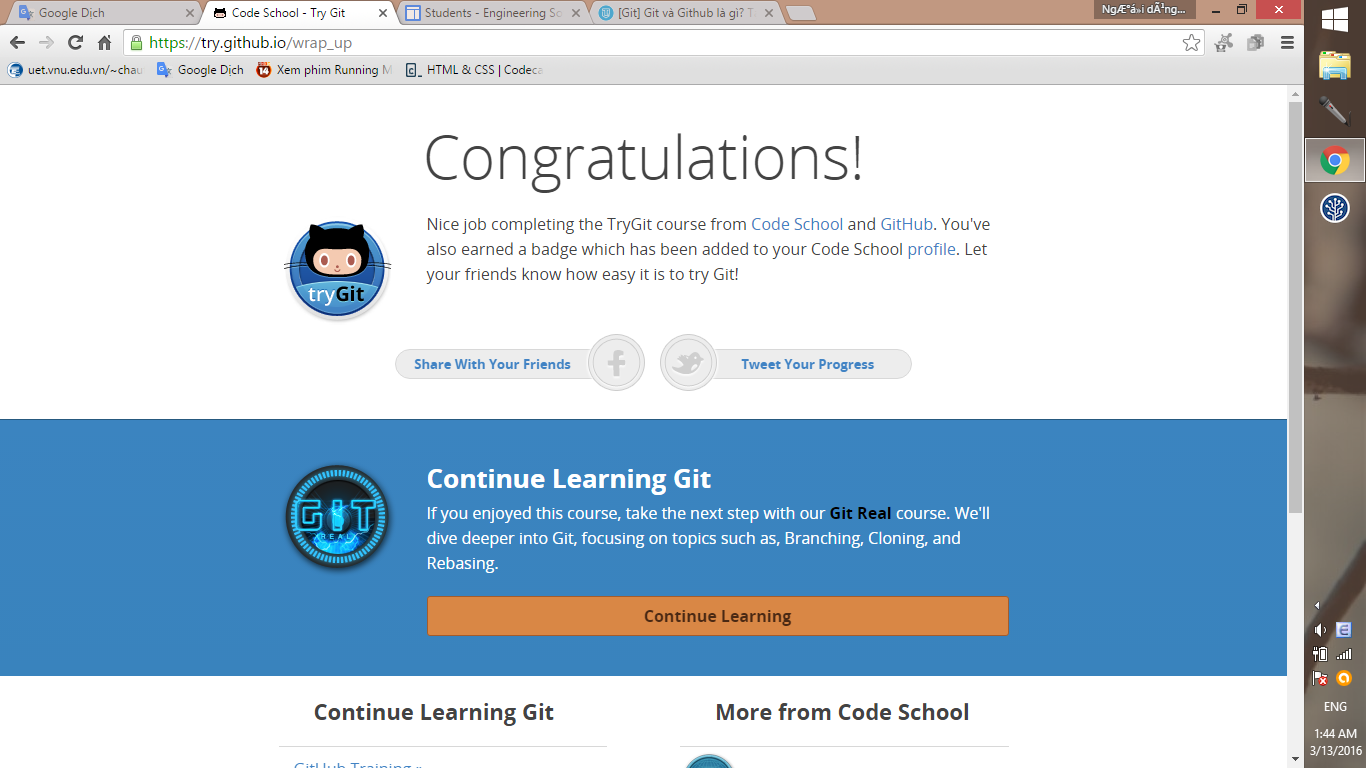 Google Dịch
Code School - Try Git
Students - Engineering Sc
[Git] Git và Github là gì? T
NgÆ°á»i dÃ¹ng...
https://try.github.io/wrap_up
uet.vnu.edu.vn/~chau
Google Dịch
Xem phim Running M
HTML & CSS | Codeca
Congratulations!
Nice job completing the TryGit course from Code School and GitHub. You've
also earned a badge which has been added to your Code School profile. Let
your friends know how easy it is to try Git!
tryGit
Share With Your Friends
Tweet Your Progress
Continue Learning Git
If you enjoyed this course, take the next step with our Git Real course. We'll
dive deeper into Git, focusing on topics such as, Branching, Cloning, and
Rebasing.
GIT
REAL
Continue Learning
Continue Learning Git
More from Code School
GitHub Training »
ENG
1:44 AM
3/13/2016